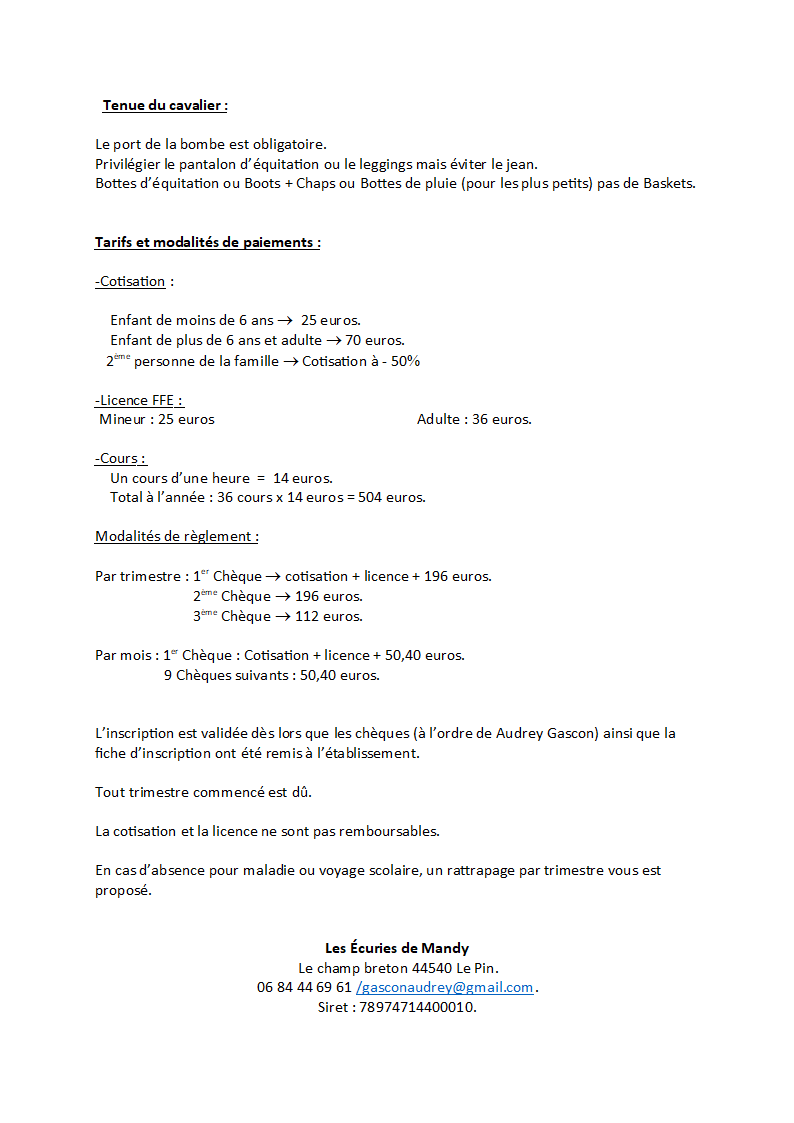 Tenue du cavalier :
Le port de la bombe est obligatoire.
Privilégier le pantalon d’équitation ou le leggings mais éviter le jean.
Bottes d’équitation ou Boots + Chaps ou Bottes de pluie (pour les plus petits) pas de Baskets.
Tarifs et modalités de paiements :
-Cotisation :
Enfant de moins de 6 ans → 25 euros.
Enfant de plus de 6 ans et adulte → 70 euros.
2ème personne de la famille → Cotisation à - 50%
-Licence FFE :
Mineur : 25 euros Adulte : 36 euros.
-Cours :
Un cours d’une heure = 14 euros.
Total à l’année : 36 cours x 14 euros = 504 euros.
Modalités de règlement :
Par trimestre : 1er Chèque → cotisation + licence + 196 euros.
2ème Chèque → 196 euros.
3ème Chèque → 112 euros.
Par mois : 1er Chèque : Cotisation + licence + 50,40 euros.
9 Chèques suivants : 50,40 euros.
L’inscription est validée dès lors que les chèques (à l’ordre de Audrey Gascon) ainsi que la
fiche d’inscription ont été remis à l’établissement.
Tout trimestre commencé est dû.
La cotisation et la licence ne sont pas remboursables.
En cas d’absence pour maladie ou voyage scolaire, un rattrapage par trimestre vous est
proposé.
Les Écuries de Mandy
Le champ breton 44540 Le Pin.
06 84 44 69 61 /gasconaudrey@gmail.com.
Siret : 78974714400010.